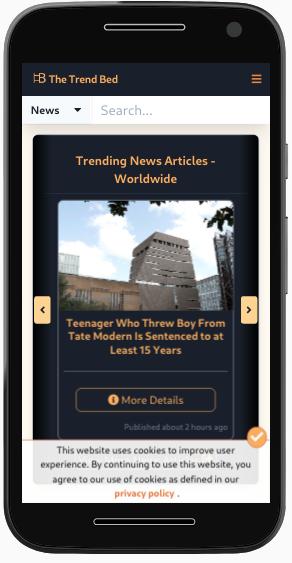 The Trend Bed
News Search...
Trending News Articles -
Worldwide
Teenager Who Threw Boy From
Tate Modern Is Sentenced to at
Least 15 Years
More Details
Published about 2 hours ago
This website uses cookies to improve user
experience. By continuing to use this website, you
agree to our use of cookies as defined in our
privacy policy .